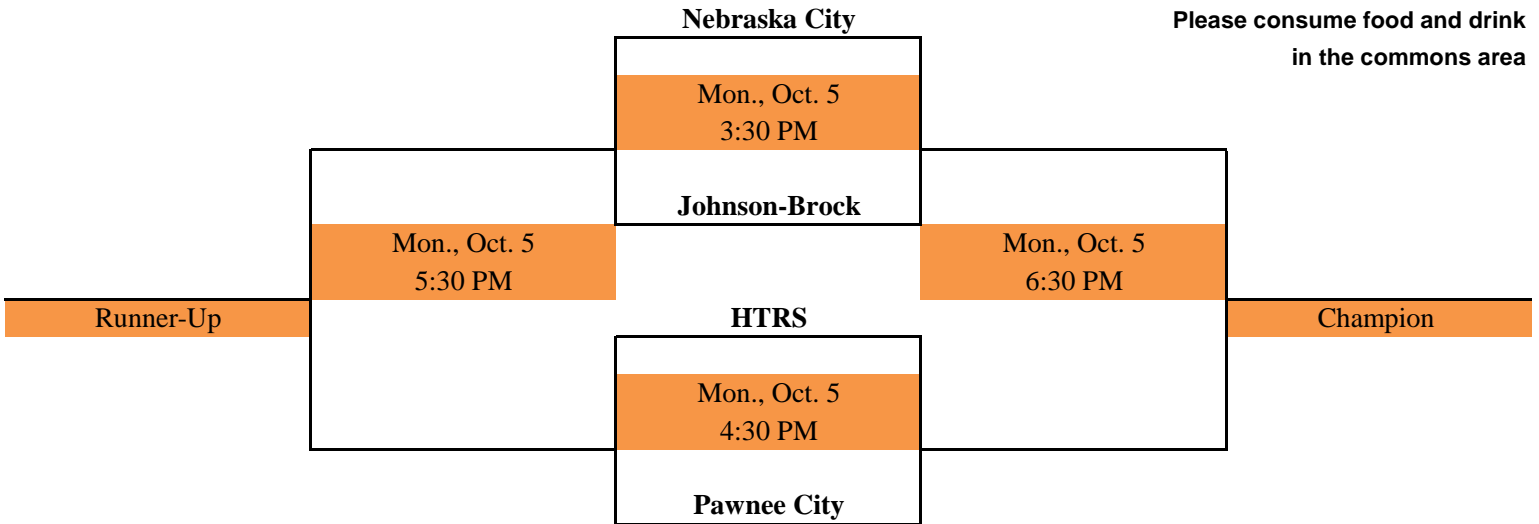 Nebraska City
Please consume food and drink
in the commons area
Mon., Oct. 5
3:30 PM
Johnson-Brock
Mon., Oct. 5
5:30 PM
Mon., Oct. 5
6:30 PM
Runner-Up
HTRS
Champion
Mon., Oct. 5
4:30 PM
Pawnee City